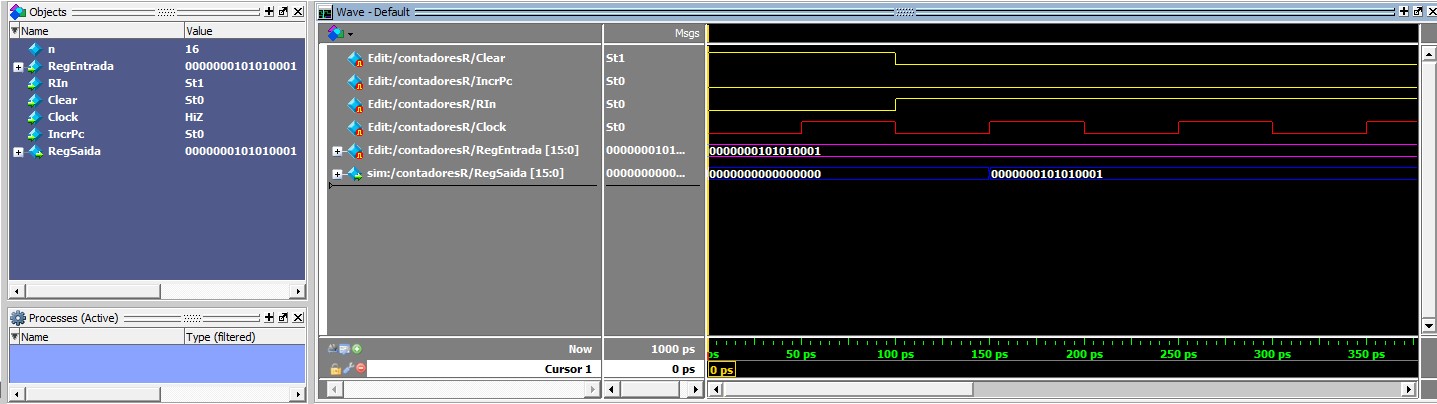 Objects
Name Value
n 16
RegEntrada 0000000101010001
RIn St1
Clear St0
Clock HiZ
IncrPc St0
RegSaida 0000000101010001
Processes (Active)
Name Type (filtered)
Wave - Default
Msgs
Edit:/contadoresR/Clear St1
Edit:/contadoresR/IncrPc St0
Edit:/contadoresR/RIn St0
Edit:/contadoresR/Clock St0
Edit:/contadoresR/RegEntrada [15:0] 0000000101... 0000000101010001
sim:/contadoresR/RegSaida [15:0] 0000000000... 0000000000000000 0000000101010001
Now 1000 ps ps 50 ps 100 ps 150 ps 200 ps 250 ps 300 ps 350 ps
Cursor 1 0 ps 0 ps